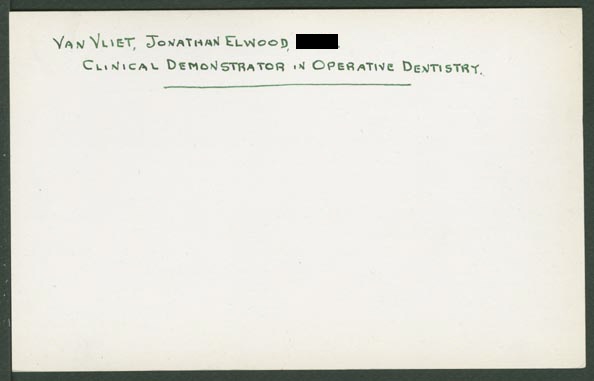 VAN VLIET, JONATHAN ELWOOD,
CLINICAL DEMONSTRATOR IN OPERATIVE DENTISTRY.